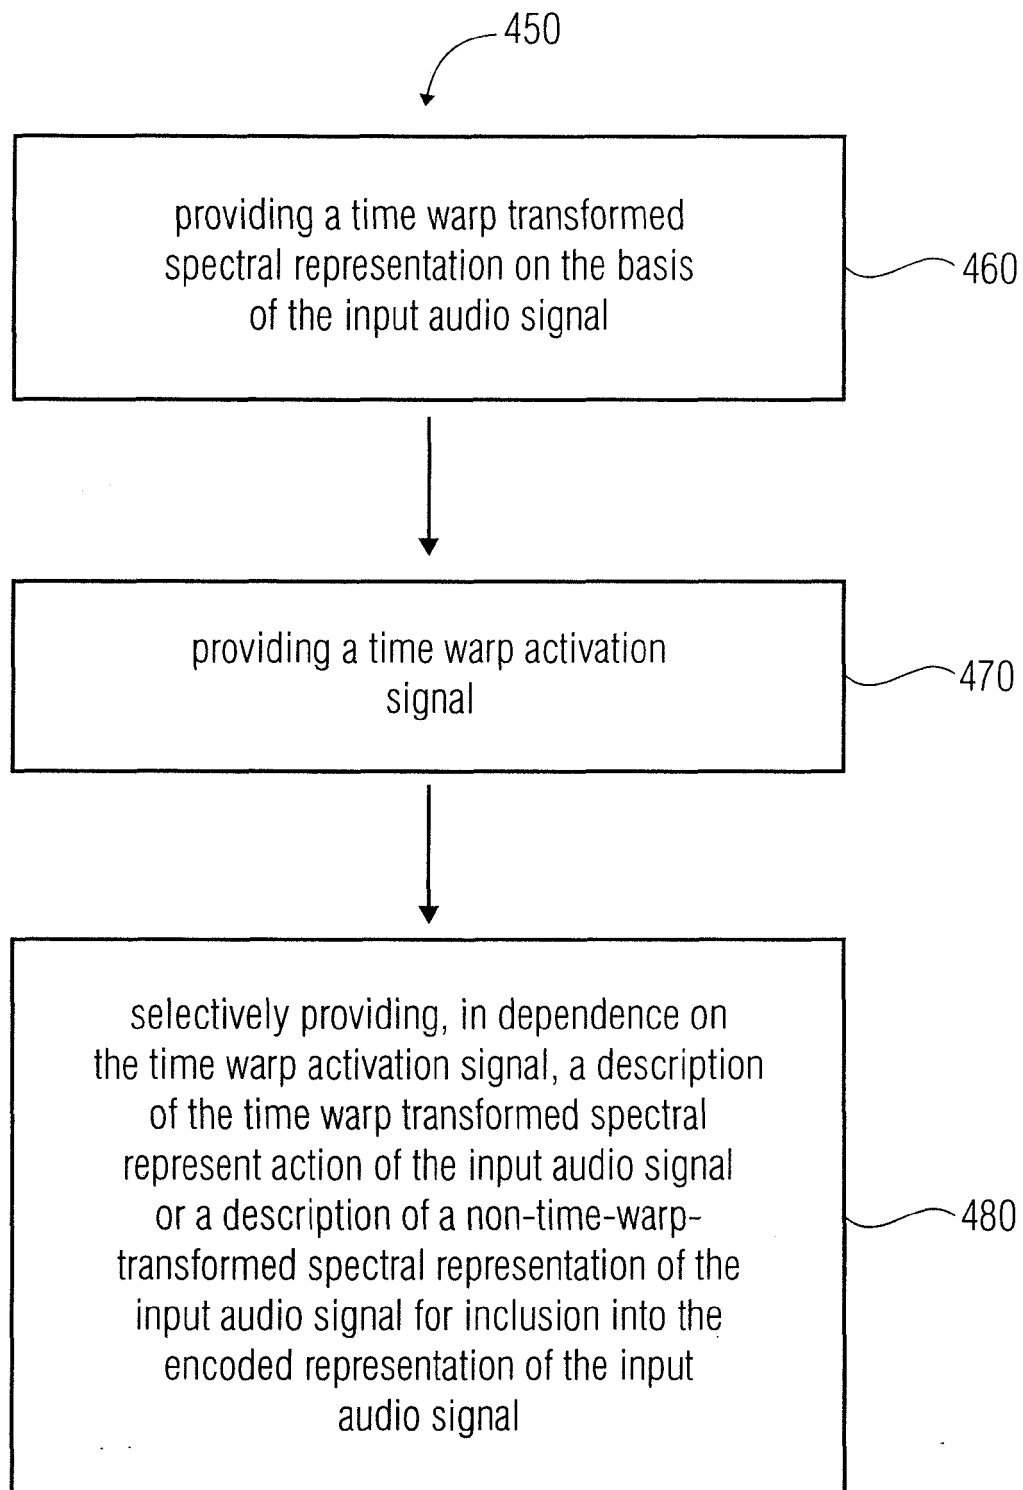 450
providing a time warp transformed
spectral representation on the basis
of the input audio signal
460
providing a time warp activation
signal
470
selectively providing, in dependence on
the time warp activation signal, a description
of the time warp transformed spectral
represent action of the input audio signal
or a description of a non-time-warp-
transformed spectral representation of the
input audio signal for inclusion into the
encoded representation of the input
audio signal
480